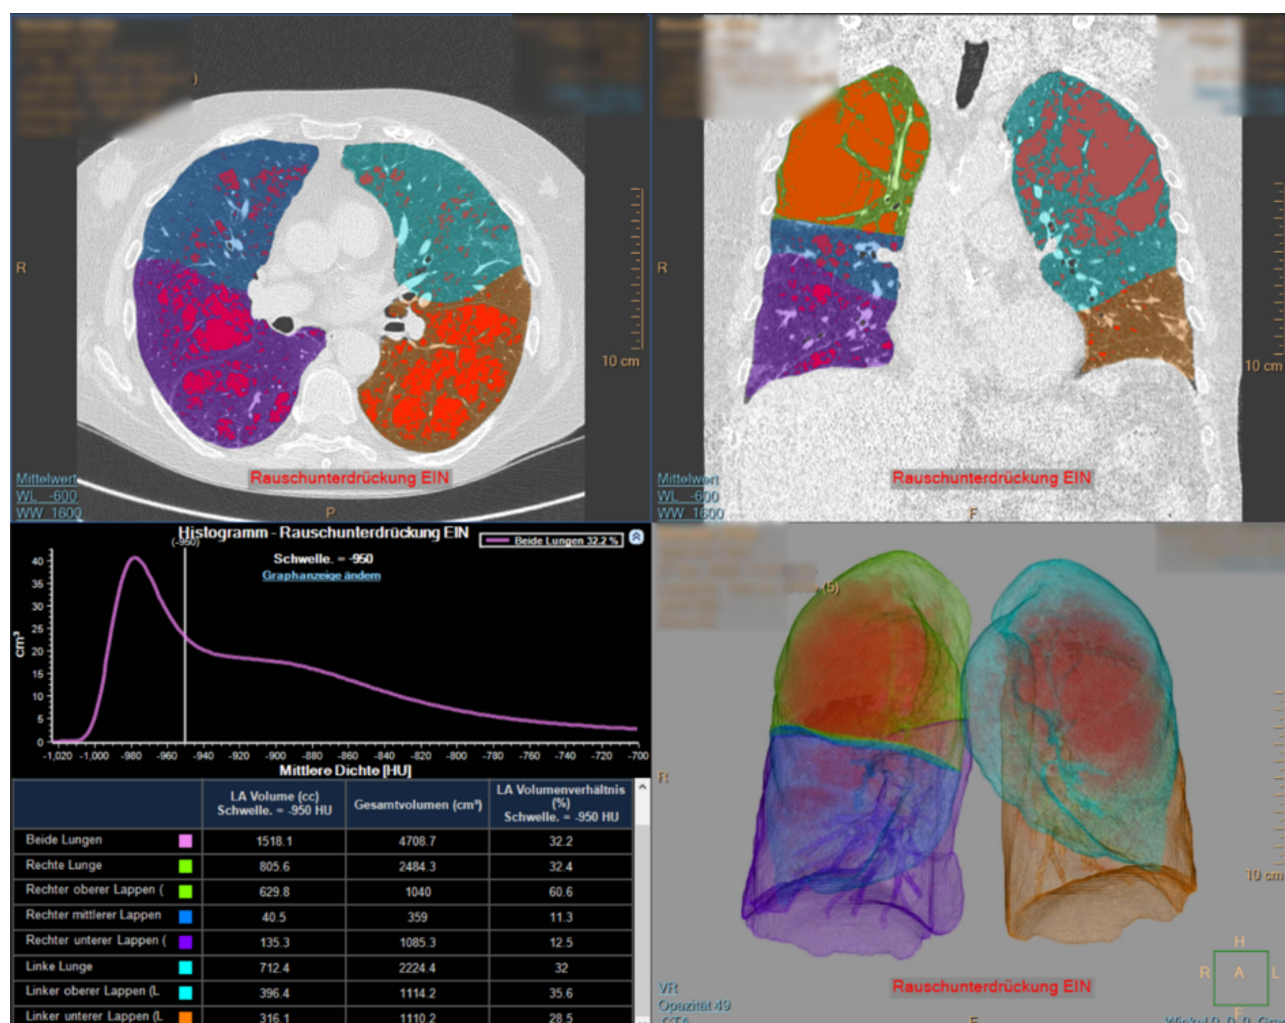 )
R
10 cm
Mittelwert
WL -600
WW 1600
Rauschunterdrückung EIN
P
R
10 cm
Mittelwert
WL -600
WW 1600
Rauschunterdrückung EIN
F
Histogramm - Rauschunterdrückung EIN
(-950)
Beide Lungen 32.2 %
Schwelle. = -950
Graphanzeige ändern
cm³
40
35
30
25
20
15
10
5
0
-1,020 -1,000 -980 -960 -940 -920 -900 -880 -860 -840 -820 -800 -780 -760 -740 -720 -700
Mittlere Dichte [HU]
LA Volume (cc) Schwelle. = -950 HU
Gesamtvolumen (cm³)
LA Volumenverhältnis (%) Schwelle. = -950 HU
Beide Lungen 1518.1 4708.7 32.2
Rechte Lunge 805.6 2484.3 32.4
Rechter oberer Lappen ( 629.8 1040 60.6
Rechter mittlerer Lappen 40.5 359 11.3
Rechter unterer Lappen ( 135.3 1085.3 12.5
Linke Lunge 712.4 2224.4 32
Linker oberer Lappen (L 396.4 1114.2 35.6
Linker unterer Lappen (L 316.1 1110.2 28.5
(5)
R
10 cm
Rauschunterdrückung EIN
VR
Opazität 49
H
R A L
F